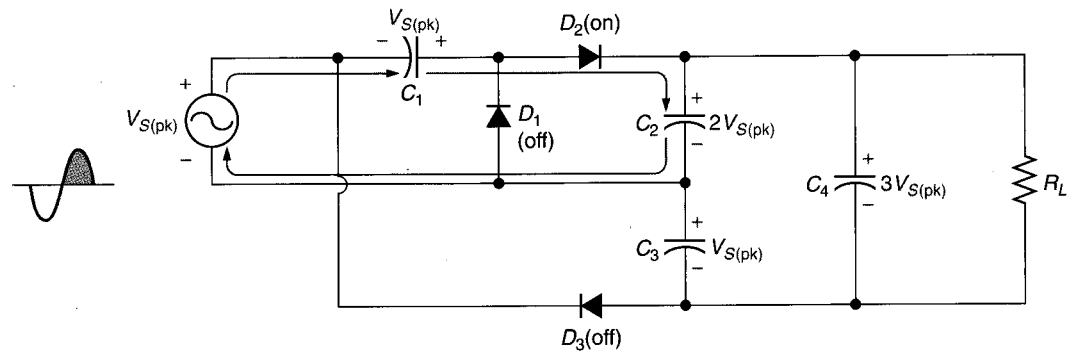 V_S(pk)
− +
C_1
D_2(on)
+
V_S(pk)
−
D_1
(off)
C_2
+
2V_S(pk)
−
C_3
+
V_S(pk)
−
C_4
+
3V_S(pk)
−
R_L
D_3(off)